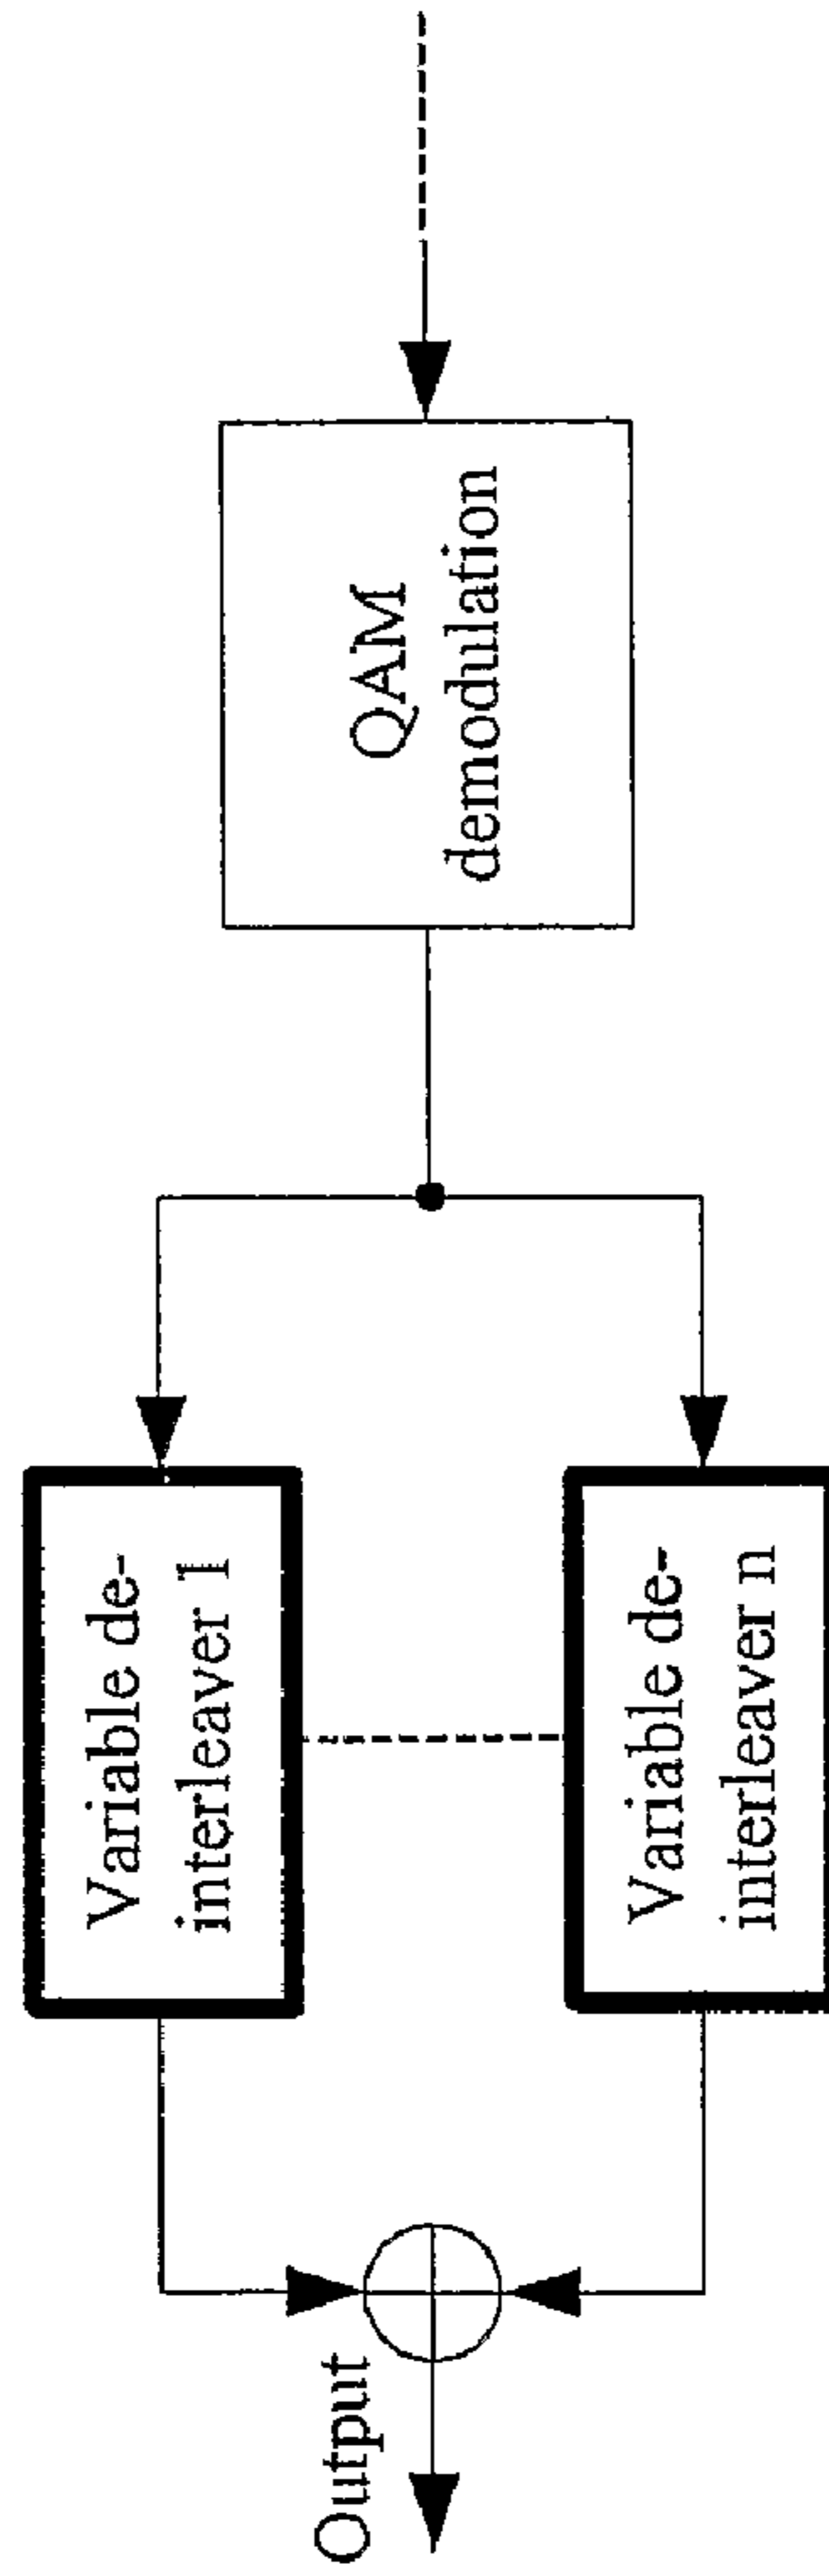 QAM
demodulation
Variable de-
interleaver 1
Variable de-
interleaver n
Output